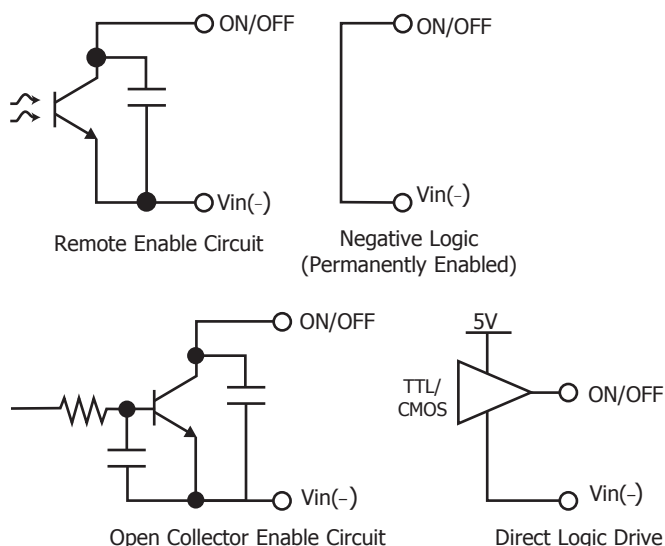 ON/OFF
Vin(–)
Remote Enable Circuit
ON/OFF
Vin(–)
Negative Logic
(Permanently Enabled)
ON/OFF
Vin(–)
Open Collector Enable Circuit
5V
TTL/
CMOS
ON/OFF
Vin(–)
Direct Logic Drive